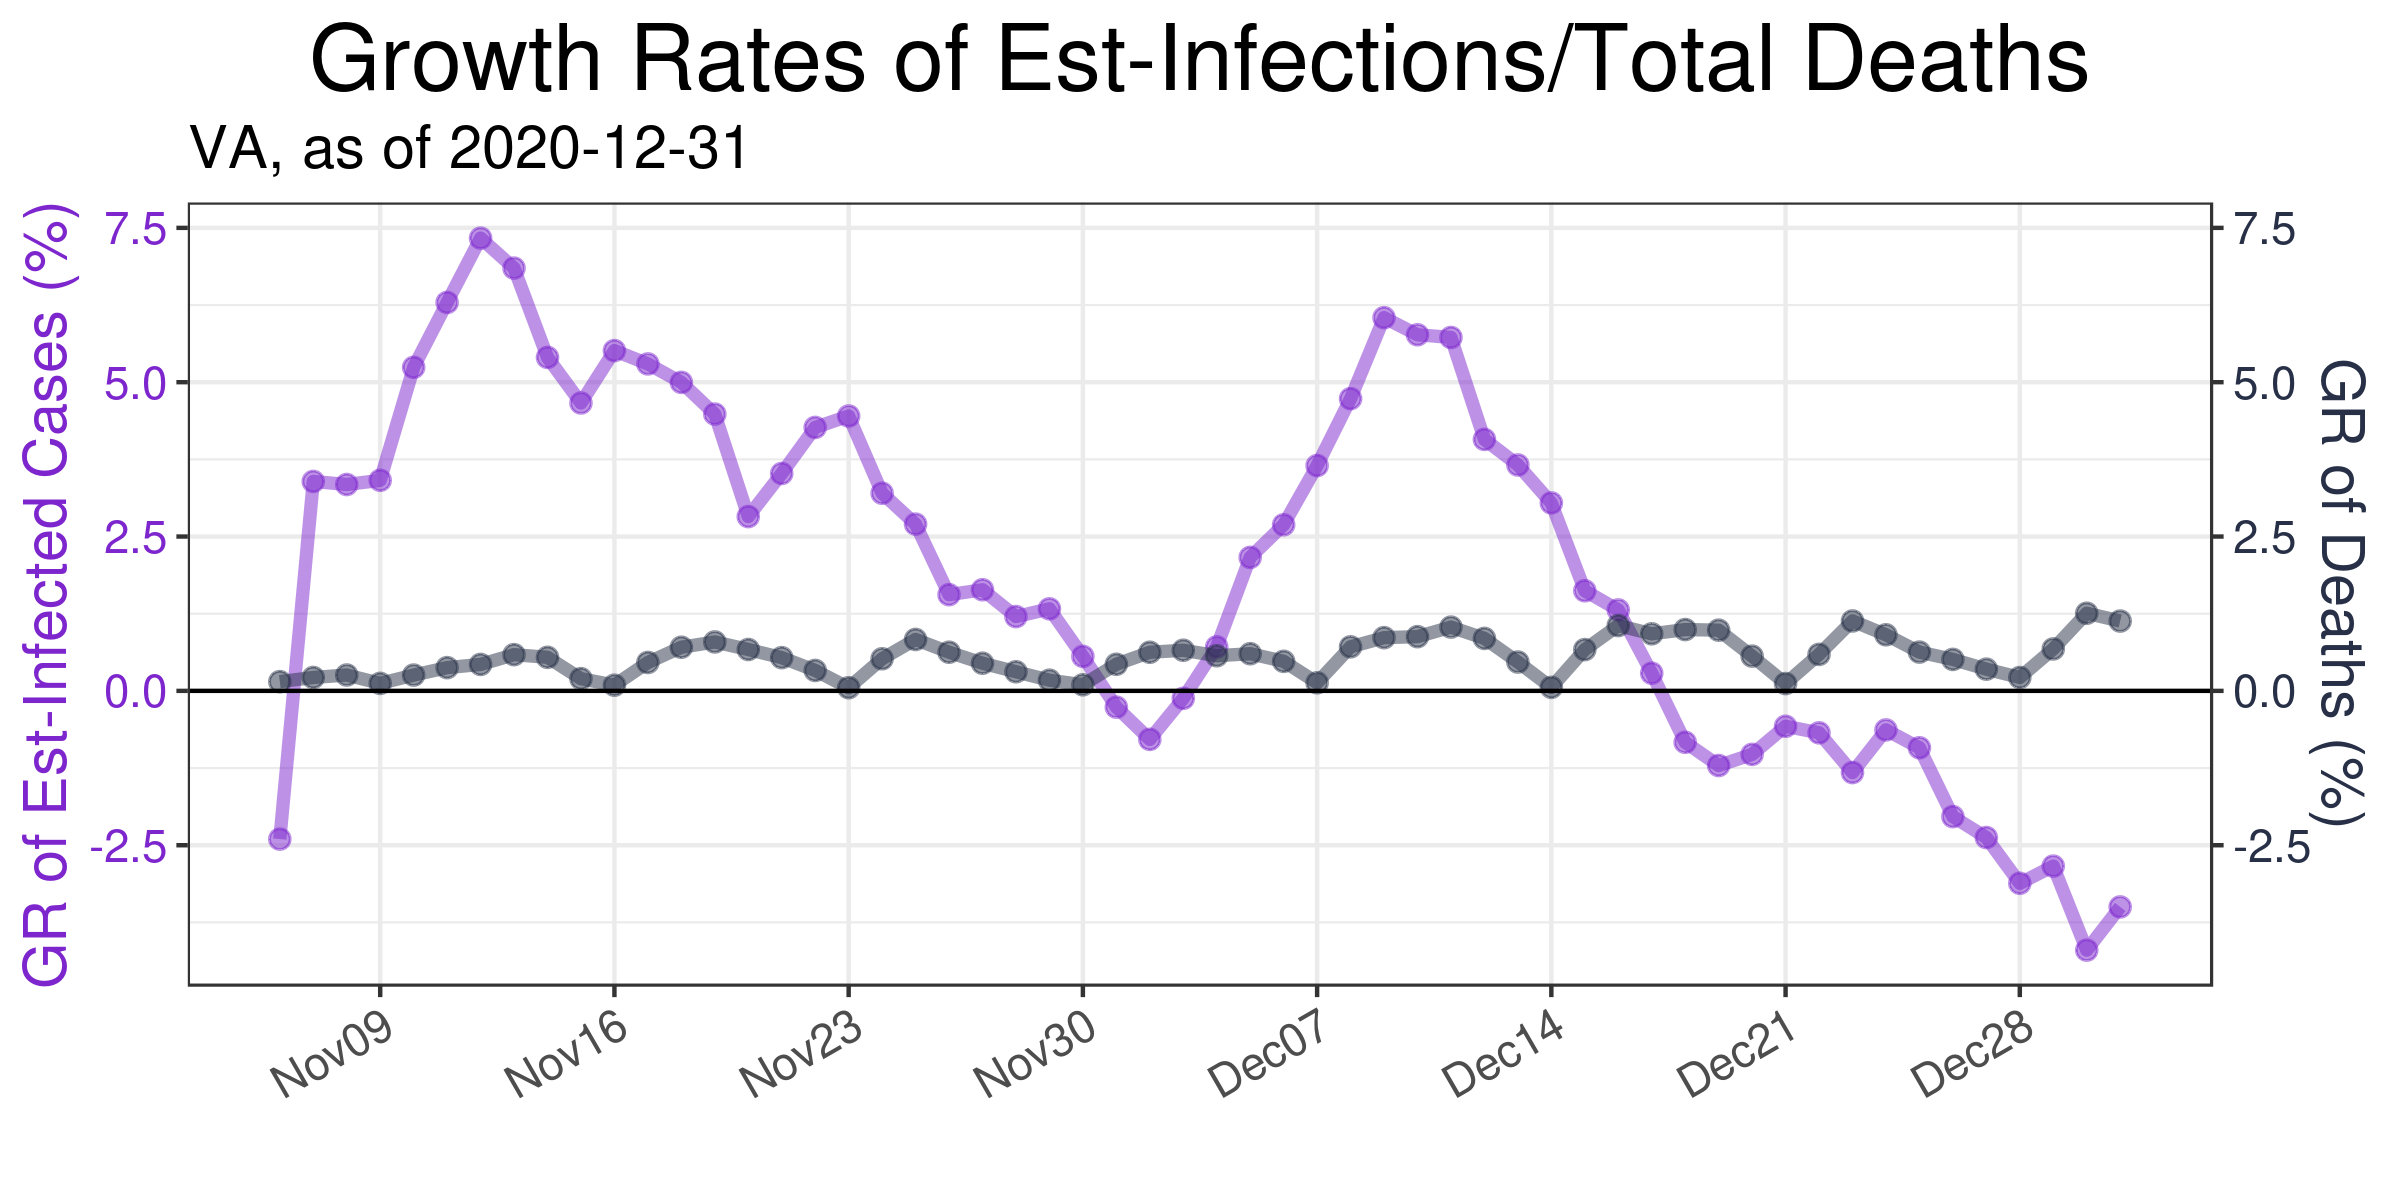 Growth Rates of Est-Infections/Total Deaths
VA, as of 2020-12-31
GR of Est-Infected Cases (%)
7.5
5.0
2.5
0.0
-2.5
7.5
5.0
2.5
0.0
-2.5
GR of Deaths (%)
Nov09
Nov16
Nov23
Nov30
Dec07
Dec14
Dec21
Dec28